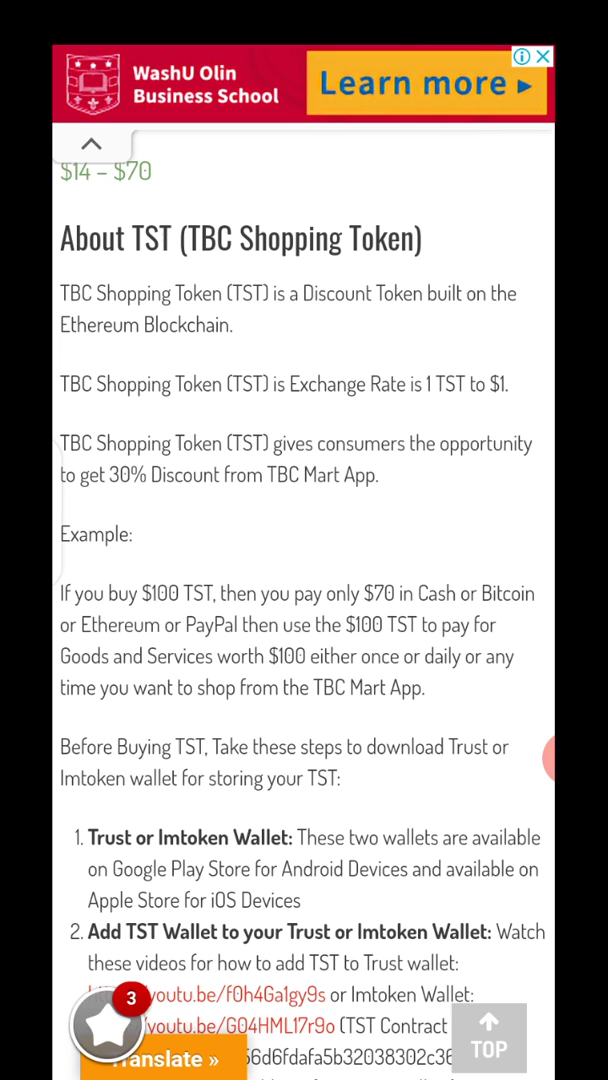 WashU Olin
Business School
Learn more ►
$14 – $70
About TST (TBC Shopping Token)
TBC Shopping Token (TST) is a Discount Token built on the
Ethereum Blockchain.
TBC Shopping Token (TST) is Exchange Rate is 1 TST to $1.
TBC Shopping Token (TST) gives consumers the opportunity
to get 30% Discount from TBC Mart App.
Example:
If you buy $100 TST, then you pay only $70 in Cash or Bitcoin
or Ethereum or PayPal then use the $100 TST to pay for
Goods and Services worth $100 either once or daily or any
time you want to shop from the TBC Mart App.
Before Buying TST, Take these steps to download Trust or
Imtoken wallet for storing your TST:
1. Trust or Imtoken Wallet: These two wallets are available
on Google Play Store for Android Devices and available on
Apple Store for iOS Devices
2. Add TST Wallet to your Trust or Imtoken Wallet: Watch
these videos for how to add TST to Trust wallet:
youtu.be/f0h4Ga1gy9s or Imtoken Wallet:
3
youtu.be/G04HML17r9o (TST Contract
TOP
Translate »
56d6fdafa5b32038302c36